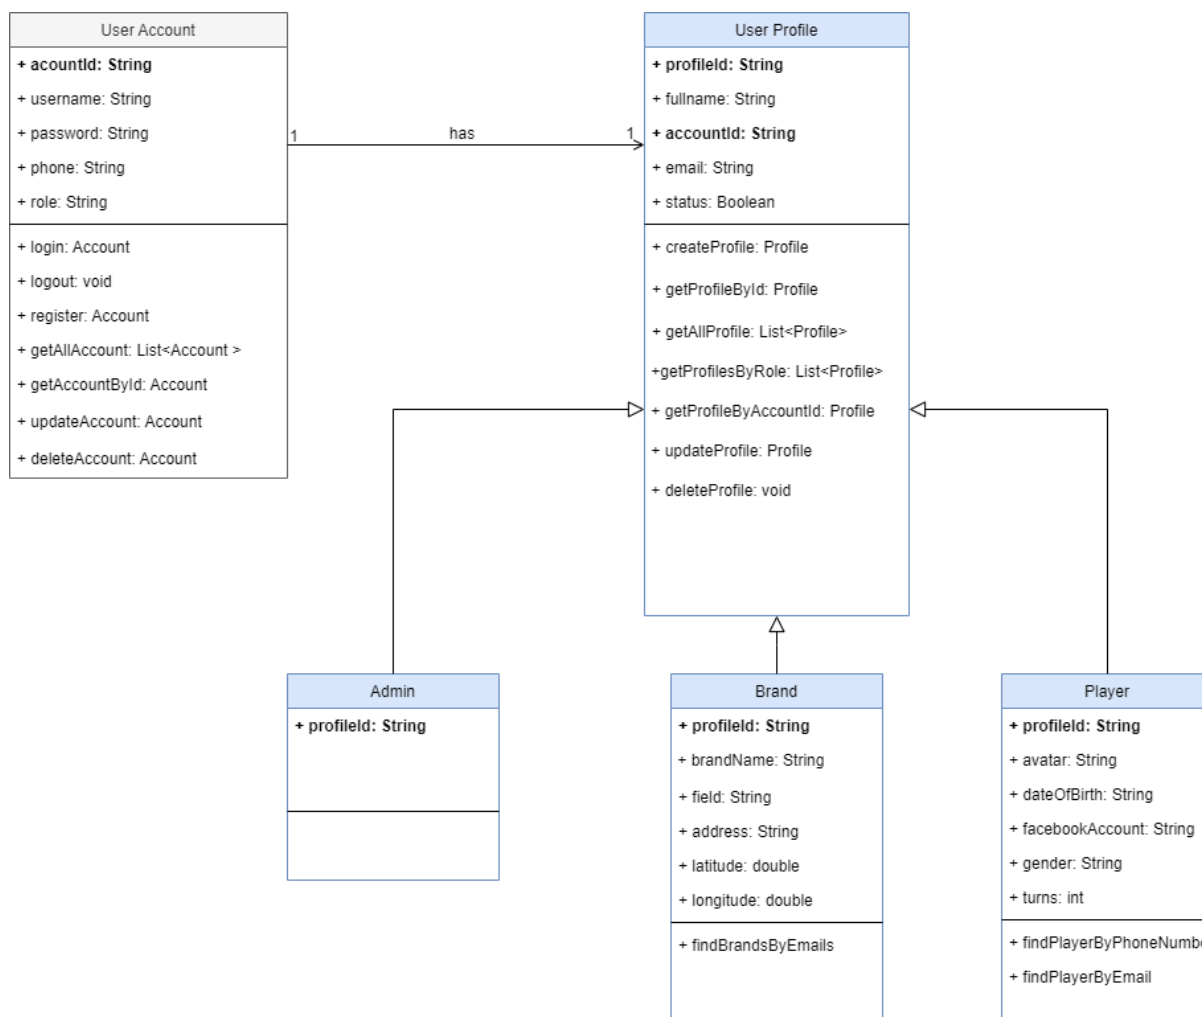 User Account
+ acountId: String
+ username: String
+ password: String
+ phone: String
+ role: String
+ login: Account
+ logout: void
+ register: Account
+ getAllAccount: List<Account >
+ getAccountById: Account
+ updateAccount: Account
+ deleteAccount: Account
1
has
1
User Profile
+ profileId: String
+ fullname: String
+ accountId: String
+ email: String
+ status: Boolean
+ createProfile: Profile
+ getProfileById: Profile
+ getAllProfile: List<Profile>
+getProfilesByRole: List<Profile>
+ getProfileByAccountId: Profile
+ updateProfile: Profile
+ deleteProfile: void
Admin
+ profileId: String
Brand
+ profileId: String
+ brandName: String
+ field: String
+ address: String
+ latitude: double
+ longitude: double
+ findBrandsByEmails
Player
+ profileId: String
+ avatar: String
+ dateOfBirth: String
+ facebookAccount: String
+ gender: String
+ turns: int
+ findPlayerByPhoneNumb
+ findPlayerByEmail